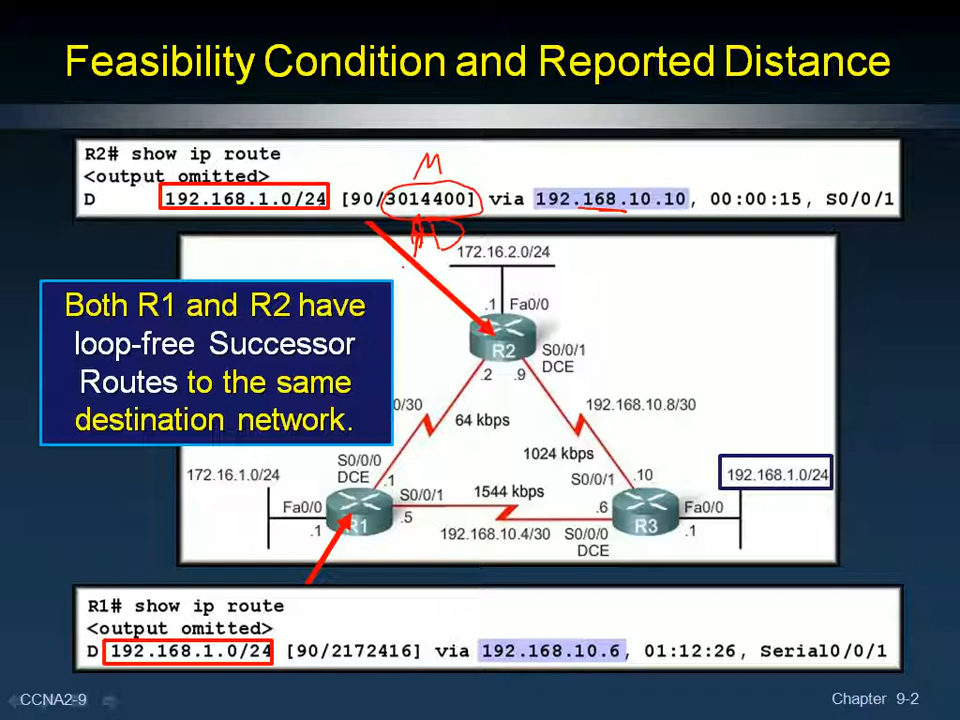 Feasibility Condition and Reported Distance
R2# show ip route
<output omitted>
M
D 192.168.1.0/24 [90/3014400] via 192.168.10.10, 00:00:15, S0/0/1
172.16.2.0/24
.1 Fa0/0
Both R1 and R2 have
loop-free Successor
Routes to the same
destination network.
R2
S0/0/1
DCE
.2 .9
0/30
64 kbps
192.168.10.8/30
1024 kbps
172.16.1.0/24
S0/0/0
DCE
.1
S0/0/1
.10
192.168.1.0/24
Fa0/0
.1
R1
S0/0/1
.5
1544 kbps
192.168.10.4/30
.6
S0/0/0
DCE
R3
Fa0/0
.1
R1# show ip route
<output omitted>
D 192.168.1.0/24 [90/2172416] via 192.168.10.6, 01:12:26, Serial0/0/1
CCNA2-9
Chapter 9-2